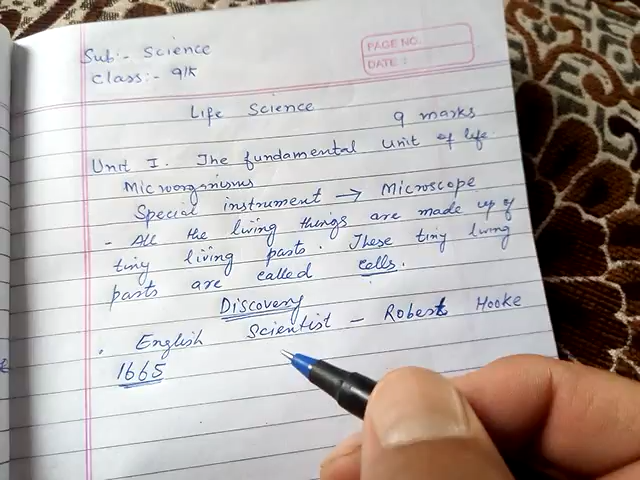 Sub:- Science
Class:- 9th
PAGE NO.
DATE :
Life Science
9 marks
Unit I. The fundamental unit of life.
Microorganisms
Special instrument → Microscope
- All the living things are made up of
tiny living parts. These tiny living
parts are called cells.
Discovery
. English Scientist - Robert Hooke
1665